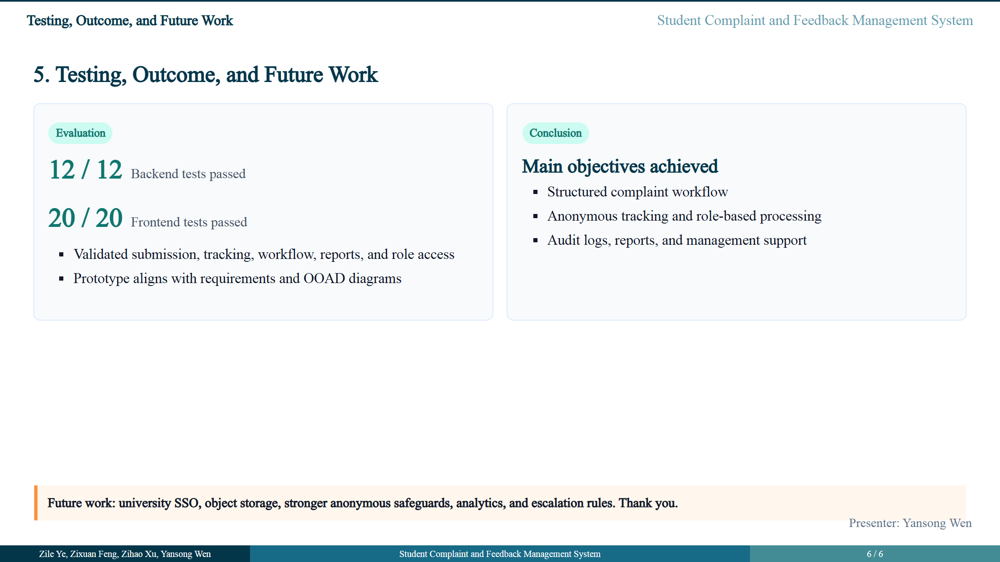 Testing, Outcome, and Future Work
Student Complaint and Feedback Management System
5. Testing, Outcome, and Future Work
Evaluation
12 / 12 Backend tests passed
20 / 20 Frontend tests passed
▪ Validated submission, tracking, workflow, reports, and role access
▪ Prototype aligns with requirements and OOAD diagrams
Conclusion
Main objectives achieved
▪ Structured complaint workflow
▪ Anonymous tracking and role-based processing
▪ Audit logs, reports, and management support
Future work: university SSO, object storage, stronger anonymous safeguards, analytics, and escalation rules. Thank you.
Presenter: Yansong Wen
Zile Ye, Zixuan Feng, Zihao Xu, Yansong Wen
Student Complaint and Feedback Management System
6 / 6